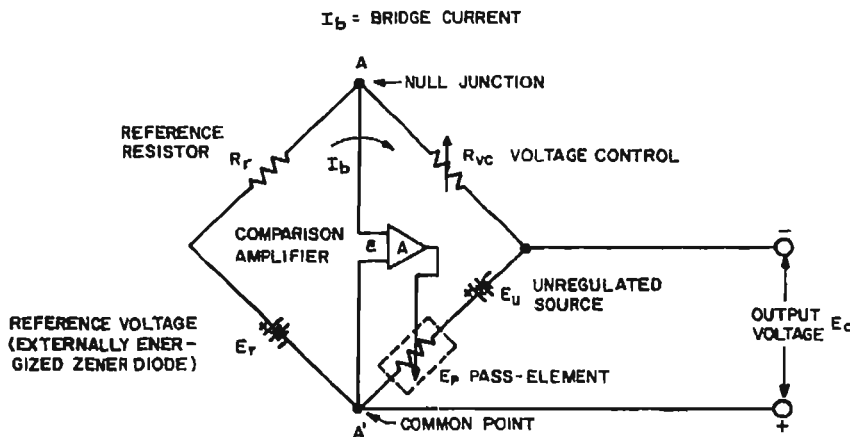 Ib = BRIDGE CURRENT
A
NULL JUNCTION
REFERENCE
RESISTOR
Rr
Ib
RVC VOLTAGE CONTROL
COMPARISON
AMPLIFIER
e
A
−
EU UNREGULATED
SOURCE
REFERENCE VOLTAGE
(EXTERNALLY ENER-
GIZED ZENER DIODE)
Er
OUTPUT
VOLTAGE Eo
EP PASS-ELEMENT
A'
COMMON POINT
+